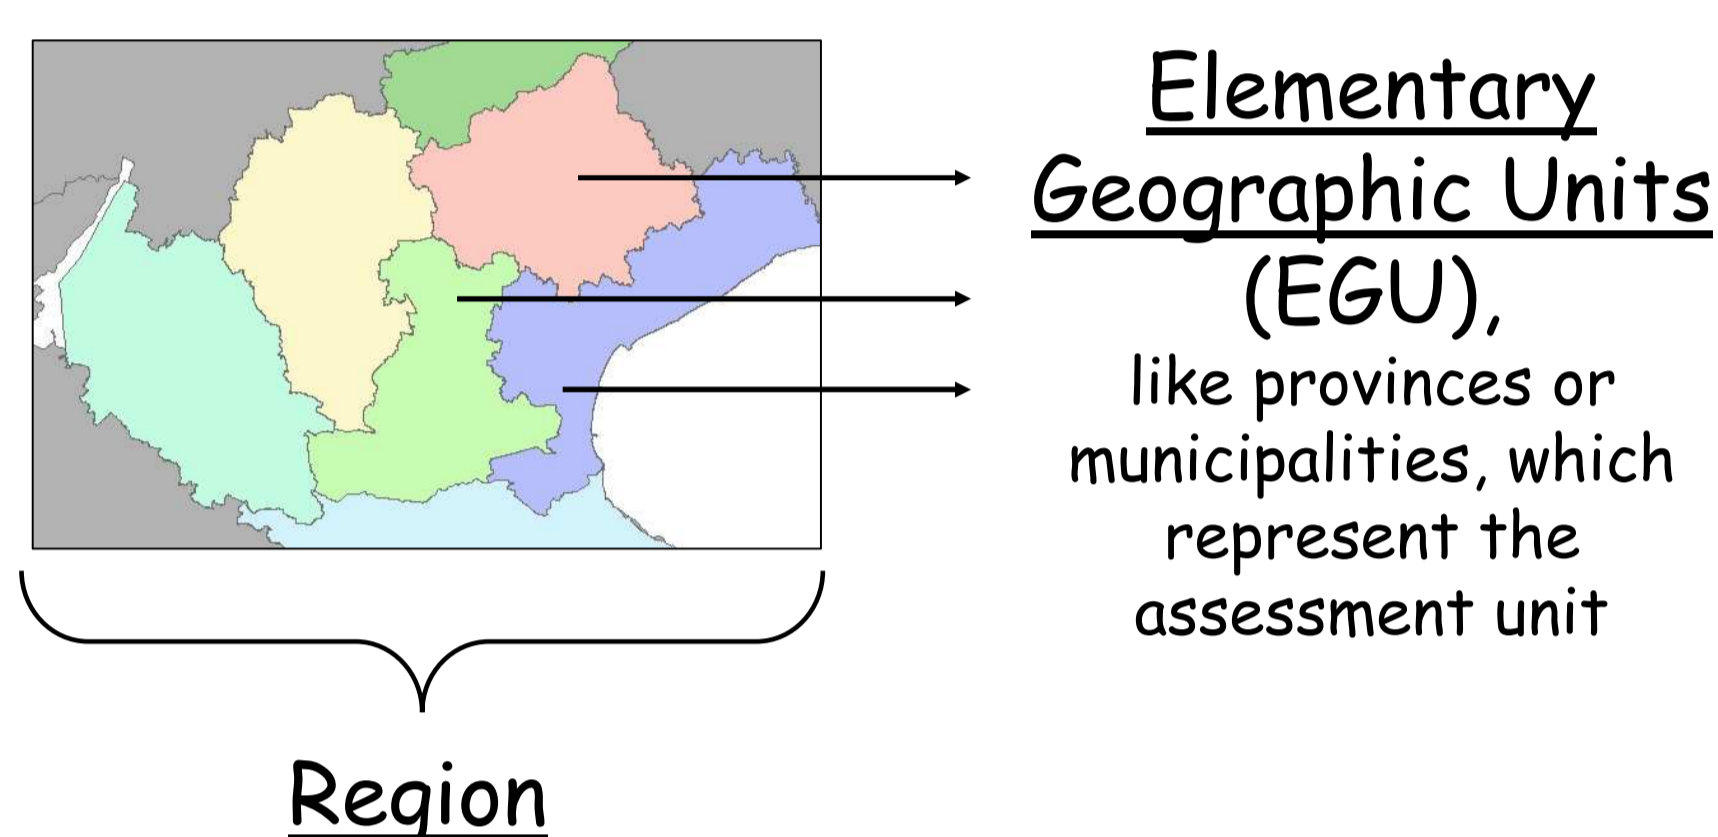 Elementary
Geographic Units
(EGU),
like provinces or
municipalities, which
represent the
assessment unit
Region